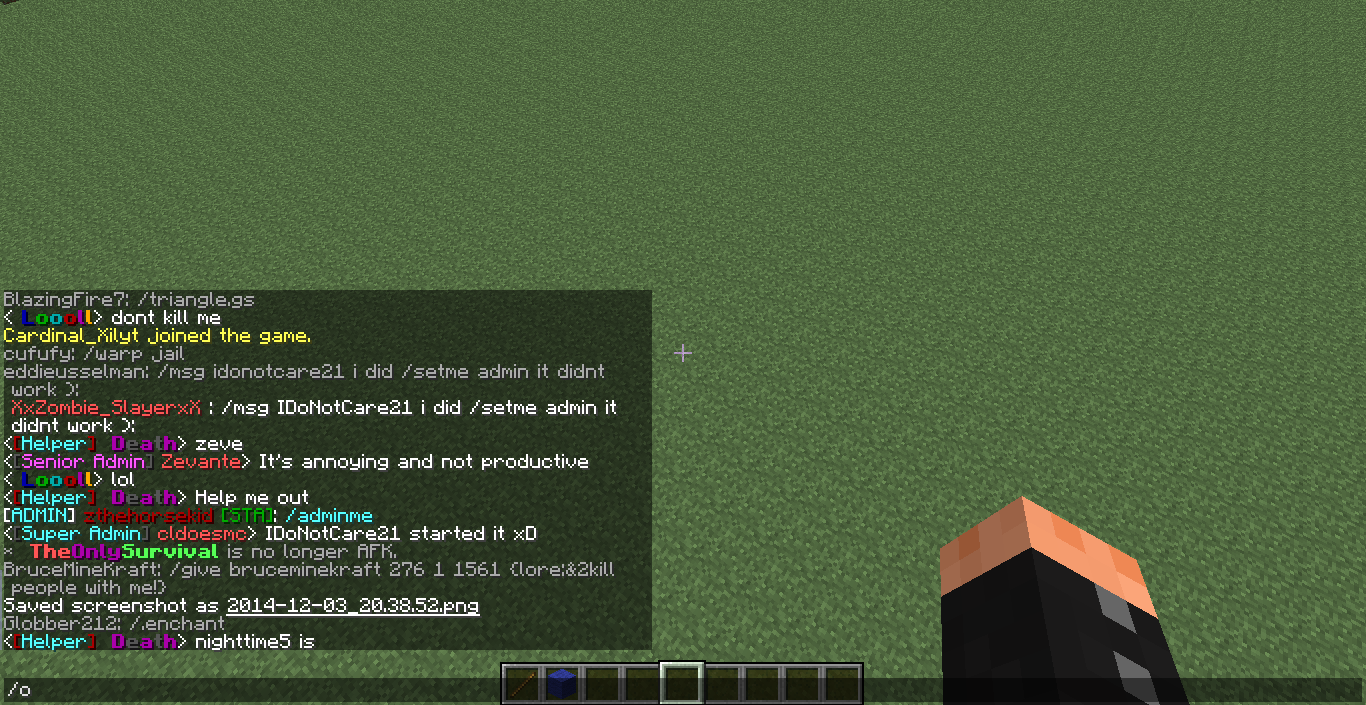 BlazingFire7: /triangle.gs
< Loooll> dont kill me
Cardinal_Xilyt joined the game.
cufufy: /warp jail
eddieusselman: /msg idonotcare21 i did /setme admin it didnt
work ):
XxZombie_SlayerxX : /msg IDoNotCare21 i did /setme admin it
didnt work ):
<[Helper] Death> zeve
<[Senior Admin] Zevante> It's annoying and not productive
< Loooll> lol
<[Helper] Death> Help me out
[ADMIN] zthehorsekid [STA]: /adminme
<[Super Admin] cldoesmc> IDoNotCare21 started it xD
* TheOnlySurvival is no longer AFK.
BruceMineKraft: /give bruceminekraft 276 1 1561 {lore:&2kill
people with me!}
Saved screenshot as 2014-12-03_20.38.52.png
Globber212: /.enchant
<[Helper] Death> nighttime5 is
/o